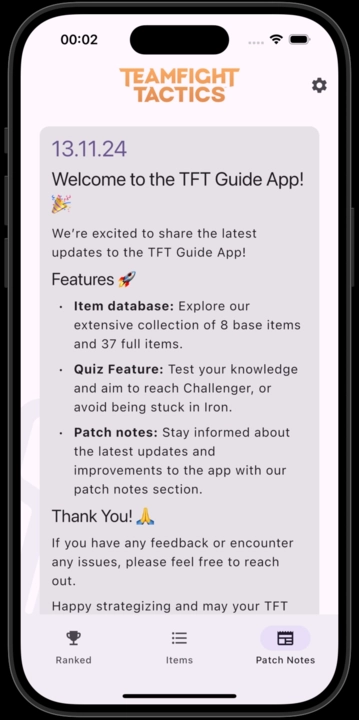 00:02
TEAMFIGHT
TACTICS
13.11.24
Welcome to the TFT Guide App!
🎉
We're excited to share the latest
updates to the TFT Guide App!
Features 🚀
• Item database: Explore our
extensive collection of 8 base items
and 37 full items.
• Quiz Feature: Test your knowledge
and aim to reach Challenger, or
avoid being stuck in Iron.
• Patch notes: Stay informed about
the latest updates and
improvements to the app with our
patch notes section.
Thank You! 🙏
If you have any feedback or encounter
any issues, please feel free to reach
out.
Happy strategizing and may your TFT
Ranked
Items
Patch Notes